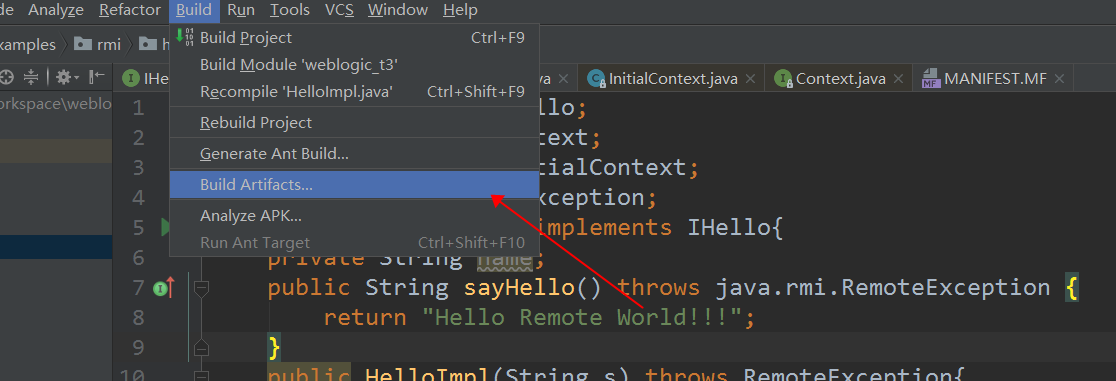 de Analyze Refactor Build Run Tools VCS Window Help
examples rmi h
Build Project Ctrl+F9
Build Module 'weblogic_t3'
Recompile 'HelloImpl.java' Ctrl+Shift+F9
Rebuild Project
Generate Ant Build...
Build Artifacts...
Analyze APK...
Run Ant Target Ctrl+Shift+F10
IHe va InitialContext.java Context.java MANIFEST.MF
orkspace\weblo
1 llo;
2 text;
3 itialContext;
4 xception;
5 implements IHello{
6 private String name;
7 public String sayHello() throws java.rmi.RemoteException {
8 return "Hello Remote World!!!";
9 }
10 public HelloImpl(String s) throws RemoteException{